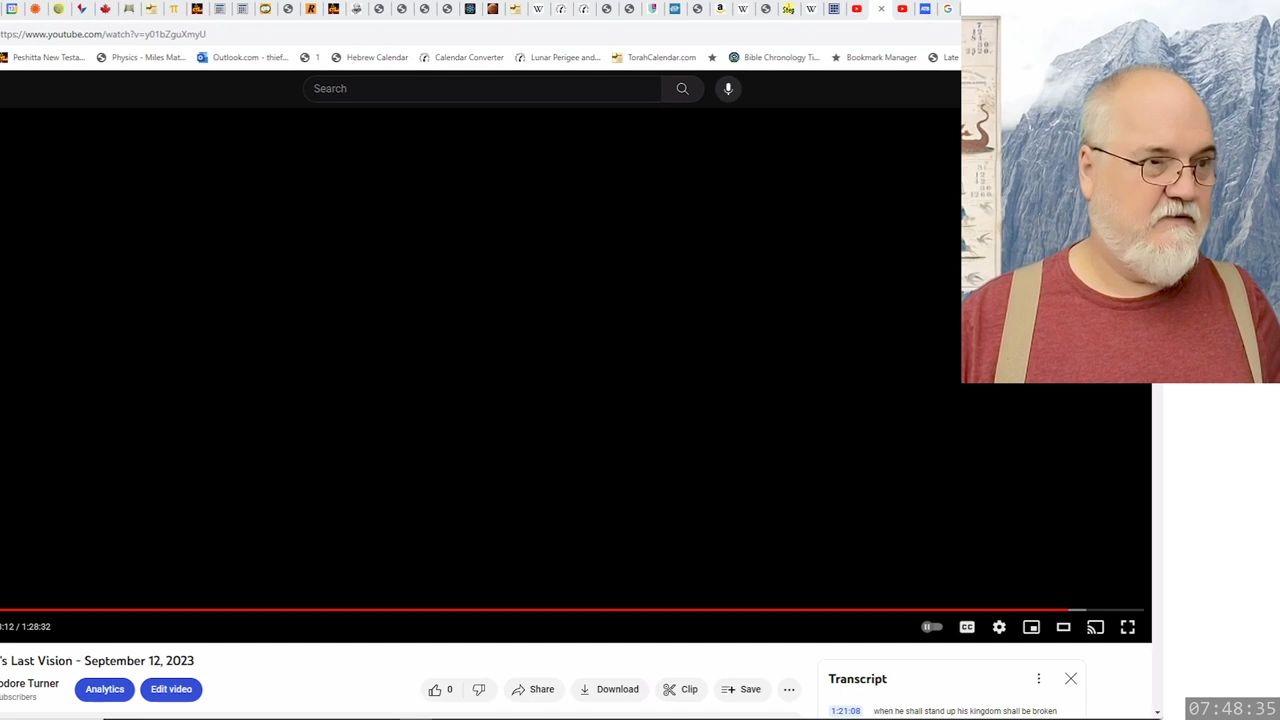 ttps://www.youtube.com/watch?v=y01bZguXmyU
Peshitta New Testa... Physics - Miles Mat... Outlook.com - thief... 1 Hebrew Calendar Calendar Converter Lunar Perigee and... TorahCalendar.com Bible Chronology Ti... Bookmark Manager Late
Search
:12 / 1:28:32
's Last Vision - September 12, 2023
odore Turner
ubscribers
Analytics
Edit video
0
Share
Download
Clip
Save
Transcript
1:21:08 when he shall stand up his kingdom shall be broken
07:48:35